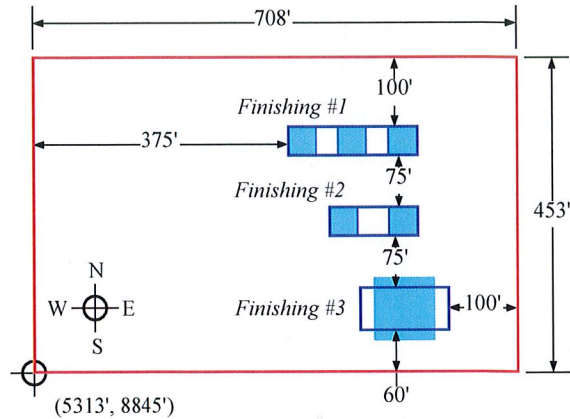 708'
100'
Finishing #1
375'
75'
Finishing #2
453'
75'
N
W E
S
Finishing #3
100'
60'
(5313', 8845')